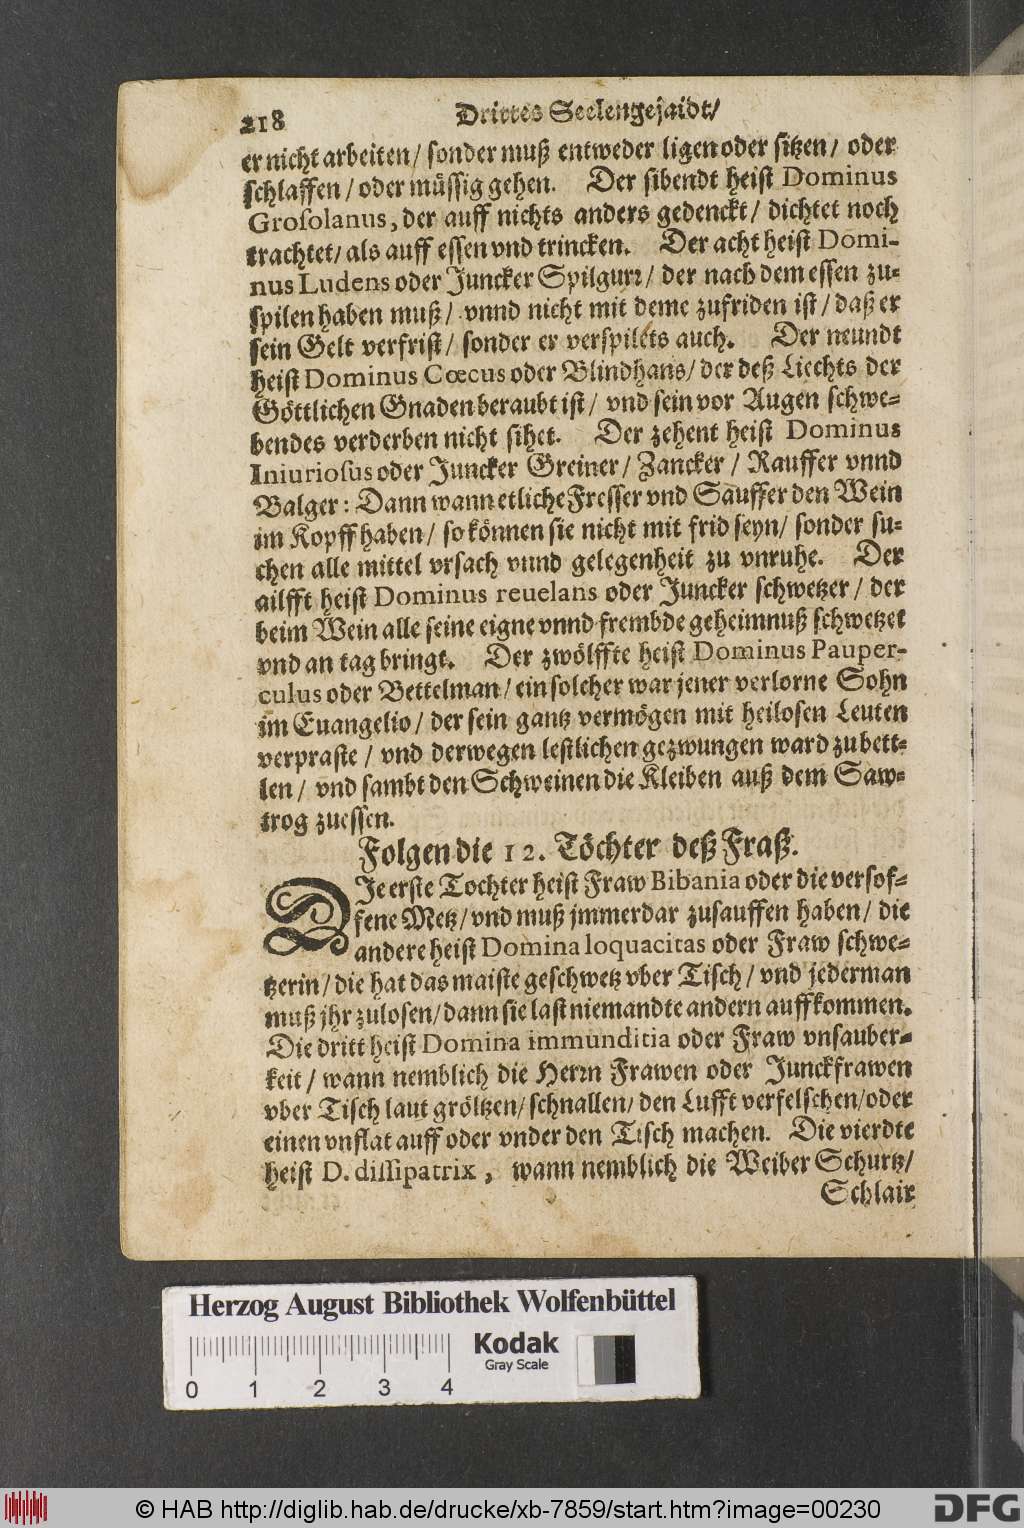 218 Drittes Seelengejaidt/
er nicht arbeiten / sonder muß entweder ligen oder sitzen / oder
schlaffen / oder müssig gehen. Der sibendt heist Dominus
Grosolanus, der auff nichts anders gedenckt / dichtet noch
trachtet / als auff essen vnd trincken. Der acht heist Domi-
nus Ludens oder Juncker Spilgurr / der nach dem essen zu-
spilen haben muß / vnnd nicht mit deme zufriden ist / daß er
sein Gelt verfrist / sonder er verspilets auch. Der neundt
heist Dominus Cœcus oder Blindhans / der deß Liechts der
Göttlichen Gnaden beraubt ist / vnd sein vor Augen schwe-
bendes verderben nicht sihet. Der zehent heist Dominus
Iniuriosus oder Juncker Greiner / Zancker / Rauffer vnnd
Balger: Dann wann etliche Fresser vnd Sauffer den Wein
im Kopff haben / so können sie nicht mit frid seyn / sonder su-
chen alle mittel vrsach vnnd gelegenheit zu vnruhe. Der
ailfft heist Dominus reuelans oder Juncker schwetzer / der
beim Wein alle seine eigne vnnd frembde geheimnuß schwetzet
vnd an tag bringt. Der zwölffte heist Dominus Pauper-
culus oder Bettelman / ein solcher war jener verlorne Sohn
im Euangelio / der sein gantz vermögen mit heilosen Leuten
verpraste / vnd derwegen lestlichen gezwungen ward zu bett-
len / vnd sambt den Schweinen die Kleiben auß dem Saw-
trog zuessen.
Folgen die 12. Töchter deß Fraß.
DJe erste Tochter heist Fraw Bibania oder die versof-
fene Metz / vnd muß jmmerdar zusauffen haben / die
andere heist Domina loquacitas oder Fraw schwe-
tzerin / die hat das maiste geschwetz vber Tisch / vnd jederman
muß jhr zulosen / dann sie last niemandte andern auffkommen.
Die dritt heist Domina immunditia oder Fraw vnsauber-
keit / wann nemblich die Herrn Frawen oder Junckfrawen
vber Tisch laut gröltzen / schnallen / den Lufft verfelschen / oder
einen vnflat auff oder vnder den Tisch machen. Die vierdte
heist D. dissipatrix, wann nemblich die Weiber Schurtz /
Schlair
Herzog August Bibliothek Wolfenbüttel
Kodak
Gray Scale
0 1 2 3 4
© HAB http://diglib.hab.de/drucke/xb-7859/start.htm?image=00230
DFG